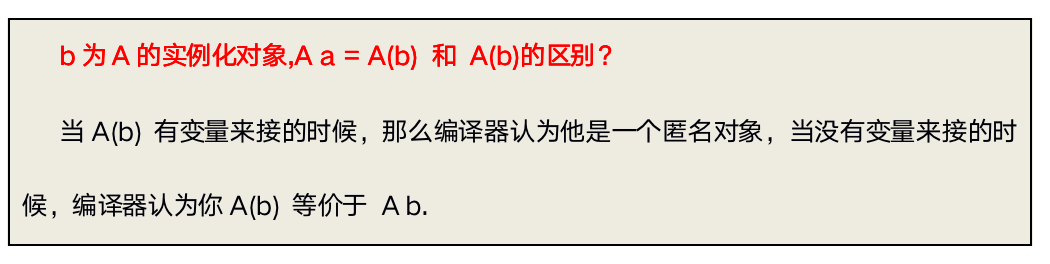 b 为 A 的实例化对象,A a = A(b) 和 A(b)的区别?
当 A(b) 有变量来接的时候，那么编译器认为他是一个匿名对象，当没有变量来接的时
候，编译器认为你 A(b) 等价于 A b.